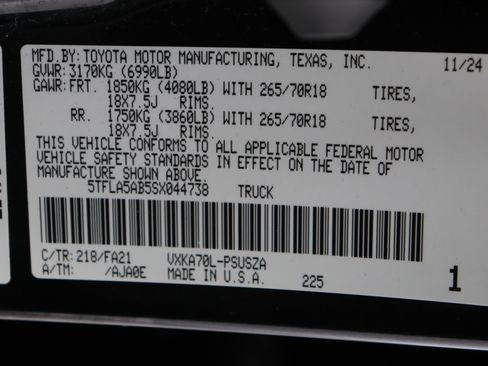 MFD.BY: TOYOTA MOTOR MANUFACTURING, TEXAS, INC. 11/24
GVWR: 3170KG (6990LB)
GAWR: FRT. 1850KG (4080LB) WITH 265/70R18 TIRES,
18X7.5J RIMS.
RR. 1750KG (3860LB) WITH 265/70R18 TIRES,
18X7.5J RIMS.
THIS VEHICLE CONFORMS TO ALL APPLICABLE FEDERAL MOTOR
VEHICLE SAFETY STANDARDS IN EFFECT ON THE DATE OF
MANUFACTURE SHOWN ABOVE.
5TFLA5AB5SX044738 TRUCK
C/TR: 218/FA21 VXKA70L-PSUSZA
A/TM: /AJA0E MADE IN U.S.A. 225 1